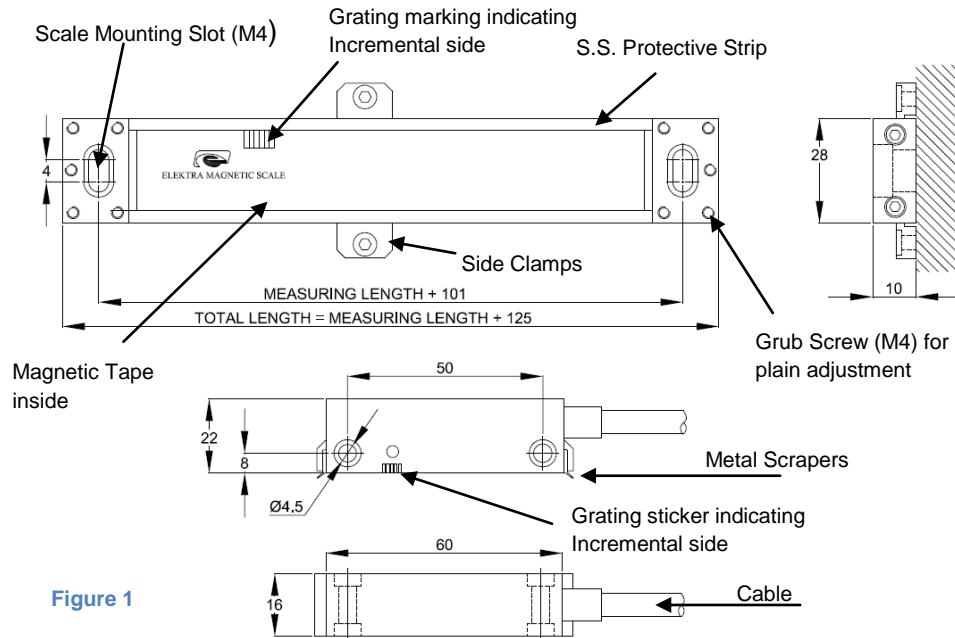 Grating marking indicating
Incremental side
Scale Mounting Slot (M4)
S.S. Protective Strip
4
ELEKTRA MAGNETIC SCALE
28
Side Clamps
MEASURING LENGTH + 101
10
TOTAL LENGTH = MEASURING LENGTH + 125
Grub Screw (M4) for
plain adjustment
Magnetic Tape
inside
50
22
8
Metal Scrapers
Ø4.5
Grating sticker indicating
Incremental side
60
Figure 1
16
Cable